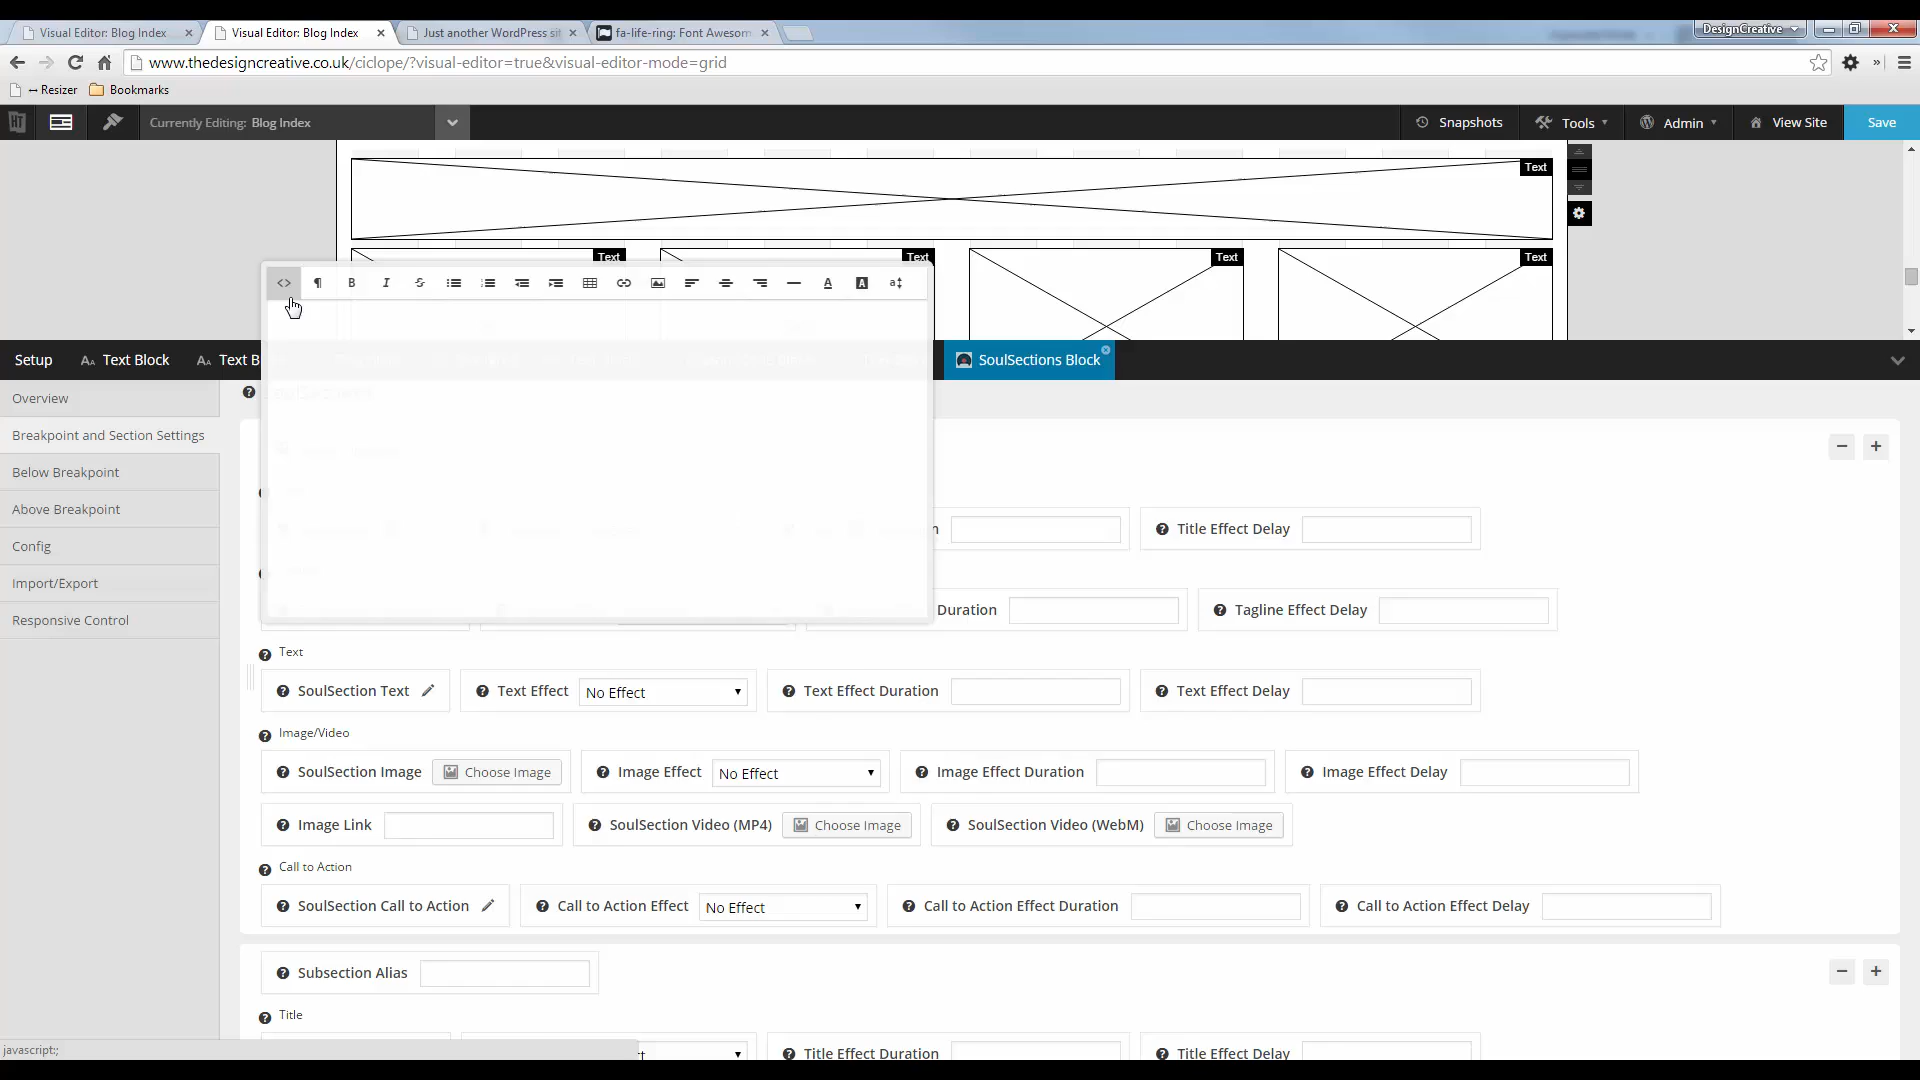 Visual Editor: Blog Index
Visual Editor: Blog Index
Just another WordPress sit
fa-life-ring: Font Awesom
DesignCreative
www.thedesigncreative.co.uk/ciclope/?visual-editor=true&visual-editor-mode=grid
Resizer
Bookmarks
HT
Currently Editing: Blog Index
Snapshots
Tools
Admin
View Site
Save
Text
Text
Text
Text
Text
Setup
Text Block
Text B
SoulSections Block
Overview
Breakpoint and Section Settings
Below Breakpoint
Above Breakpoint
Config
Import/Export
Responsive Control
Title Effect Delay
Duration
Tagline Effect Delay
Text
SoulSection Text
Text Effect
No Effect
Text Effect Duration
Text Effect Delay
Image/Video
SoulSection Image
Choose Image
Image Effect
No Effect
Image Effect Duration
Image Effect Delay
Image Link
SoulSection Video (MP4)
Choose Image
SoulSection Video (WebM)
Choose Image
Call to Action
SoulSection Call to Action
Call to Action Effect
No Effect
Call to Action Effect Duration
Call to Action Effect Delay
Subsection Alias
Title
Title Effect Duration
Title Effect Delay
javascript:;